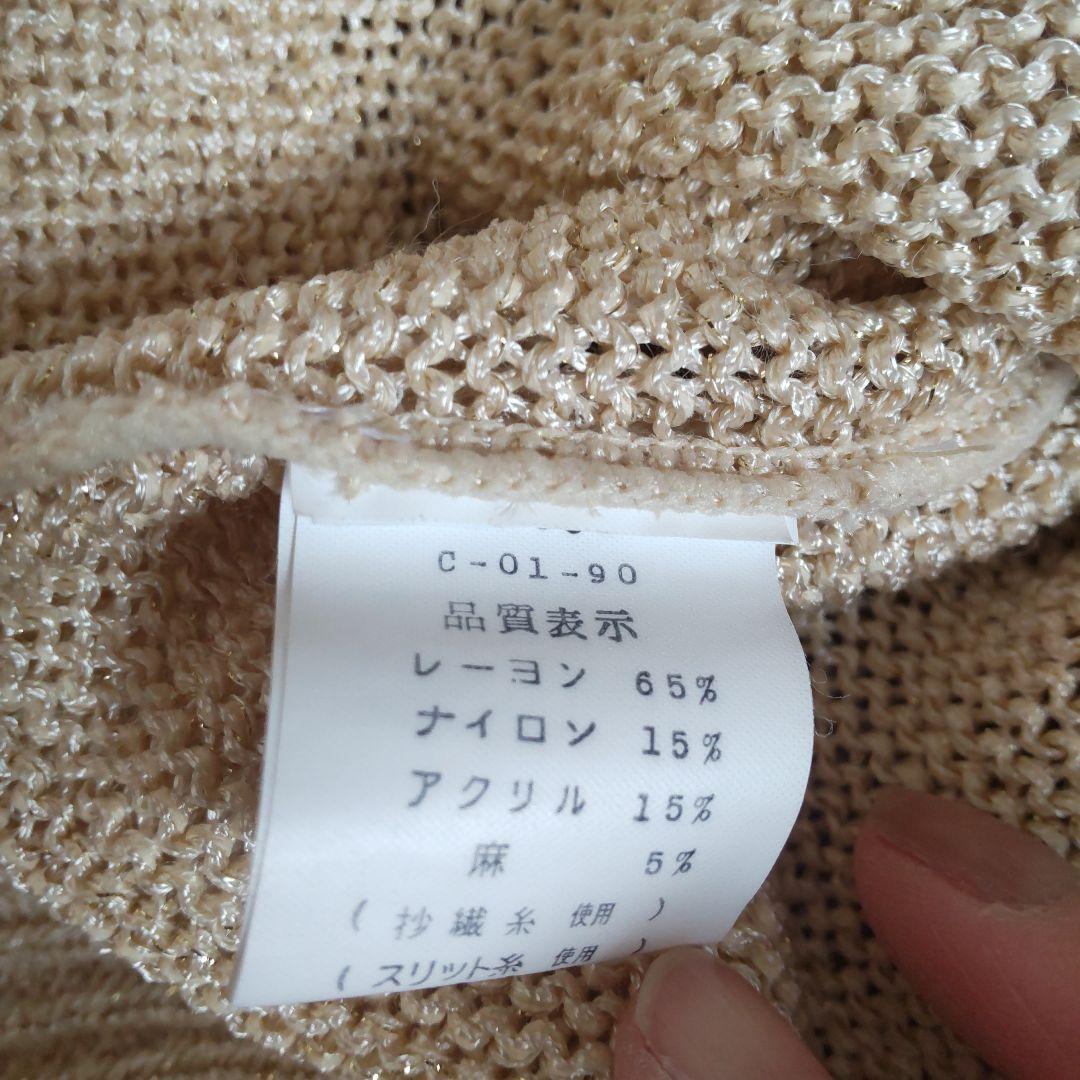 C-01-90
品質表示
レーヨン 65%
ナイロン 15%
アクリル 15%
麻 5%
(抄繊糸 使用)
(スリット糸 使用)